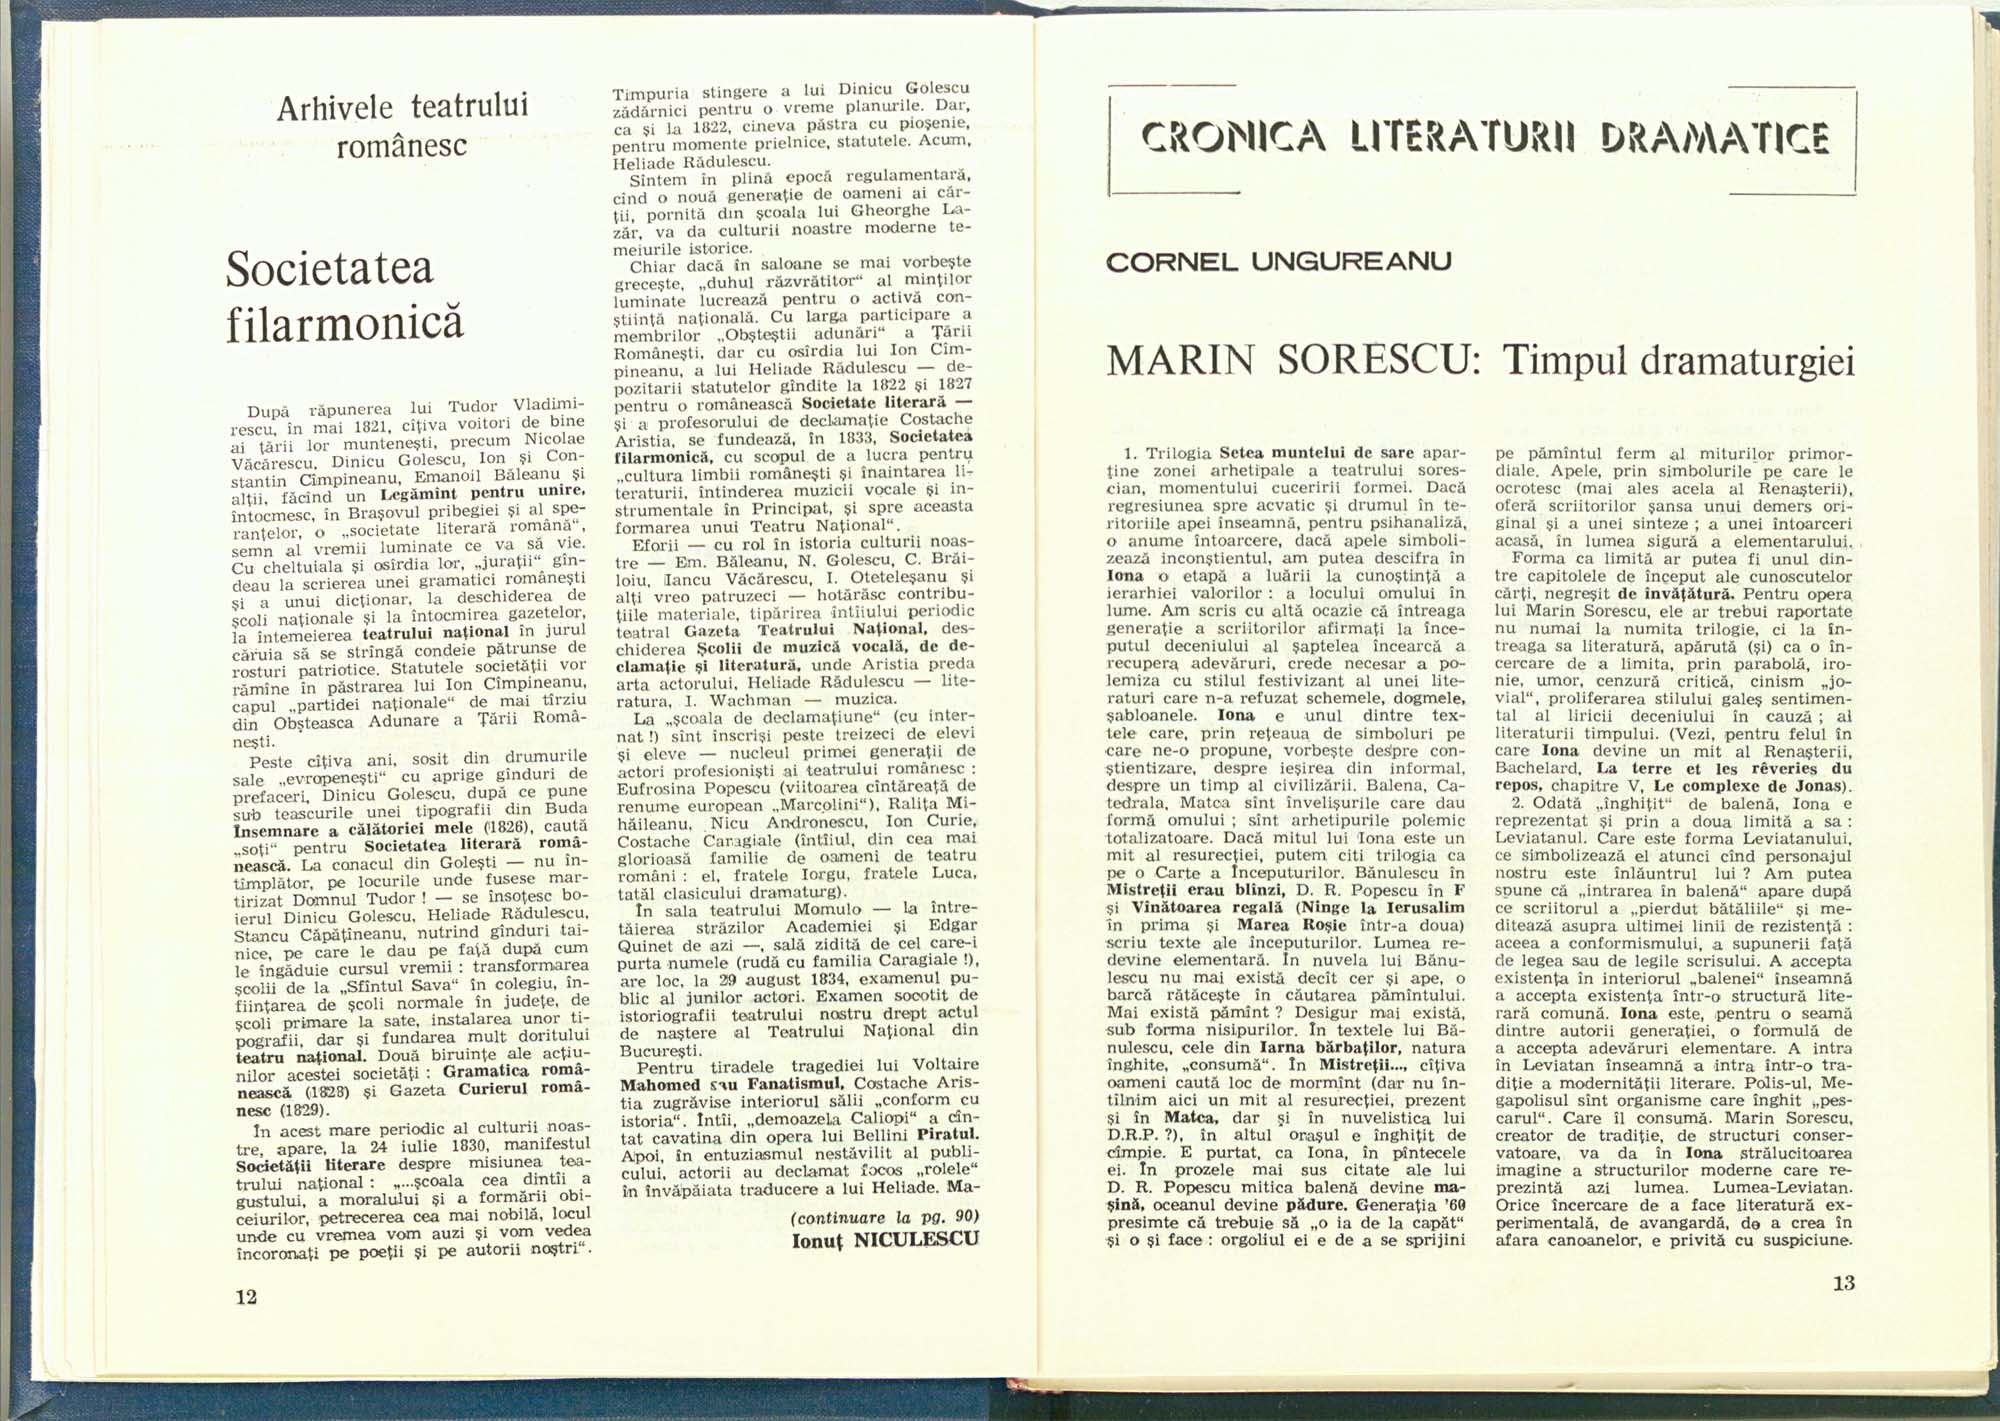 Arhivele teatrului
românesc
Societatea
filarmonică
După răpunerea lui Tudor Vladimi-
rescu, în mai 1821, cîțiva voitori de bine
ai țării lor muntenești, precum Nicolae
Văcărescu, Dinicu Golescu, Ion și Con-
stantin Cîmpineanu, Emanoil Băleanu și
alții, făcînd un Legămînt pentru unire,
întocmesc, în Brașovul pribegiei și al spe-
ranțelor, o „societate literară română“,
semn al vremii luminate ce va să vie.
Cu cheltuiala și osîrdia lor, „jurații“ gîn-
deau la scrierea unei gramatici românești
și a unui dicționar, la deschiderea de
școli naționale și la întocmirea gazetelor,
la întemeierea teatrului național în jurul
căruia să se strîngă condeie pătrunse de
rosturi patriotice. Statutele societății vor
rămîne în păstrarea lui Ion Cîmpineanu,
capul „partidei naționale“ de mai tîrziu
din Obșteasca Adunare a Țării Româ-
nești.
Peste cîțiva ani, sosit din drumurile
sale „evropenești“ cu aprige gînduri de
prefaceri, Dinicu Golescu, după ce pune
sub teascurile unei tipografii din Buda
Însemnare a călătoriei mele (1826), caută
„soți“ pentru Societatea literară româ-
nească. La conacul din Golești — nu în-
tîmplător, pe locurile unde fusese mar-
tirizat Domnul Tudor ! — se însoțesc bo-
ierul Dinicu Golescu, Heliade Rădulescu,
Stancu Căpățîneanu, nutrind gînduri tai-
nice, pe care le dau pe față după cum
le îngăduie cursul vremii : transformarea
școlii de la „Sfîntul Sava“ în colegiu, în-
ființarea de școli normale în județe, de
școli primare la sate, instalarea unor ti-
pografii, dar și fundarea mult doritului
teatru național. Două biruințe ale acțiu-
nilor acestei societăți : Gramatica româ-
nească (1828) și Gazeta Curierul româ-
nesc (1829).
În acest mare periodic al culturii noas-
tre, apare, la 24 iulie 1830, manifestul
Societății literare despre misiunea tea-
trului național : „...școala cea dintîi a
gustului, a moralului și a formării obi-
ceiurilor, petrecerea cea mai nobilă, locul
unde cu vremea vom auzi și vom vedea
încoronați pe poeții și pe autorii noștri“.
12
Timpuria stingere a lui Dinicu Golescu
zădărnici pentru o vreme planurile. Dar,
ca și la 1822, cineva păstra cu pioșenie,
pentru momente prielnice, statutele. Acum,
Heliade Rădulescu.
Sîntem în plină epocă regulamentară,
cînd o nouă generație de oameni ai căr-
ții, pornită din școala lui Gheorghe La-
zăr, va da culturii noastre moderne te-
meiurile istorice.
Chiar dacă în saloane se mai vorbește
grecește, „duhul răzvrătitor“ al minților
luminate lucrează pentru o activă con-
știință națională. Cu larga participare a
membrilor „Obșteștii adunări“ a Țării
Românești, dar cu osîrdia lui Ion Cîm-
pineanu, a lui Heliade Rădulescu — de-
pozitarii statutelor gîndite la 1822 și 1827
pentru o românească Societate literară —
și a profesorului de declamație Costache
Aristia, se fundează, în 1833, Societatea
filarmonică, cu scopul de a lucra pentru
„cultura limbii românești și înaintarea li-
teraturii, întinderea muzicii vocale și in-
strumentale în Principat, și spre aceasta
formarea unui Teatru Național“.
Eforii — cu rol în istoria culturii noas-
tre — Em. Băleanu, N. Golescu, C. Brăi-
loiu, Iancu Văcărescu, I. Oteteleșanu și
alți vreo patruzeci — hotărăsc contribu-
țiile materiale, tipărirea întîiului periodic
teatral Gazeta Teatrului Național, des-
chiderea Școlii de muzică vocală, de de-
clamație și literatură, unde Aristia preda
arta actorului, Heliade Rădulescu — lite-
ratura, I. Wachman — muzica.
La „școala de declamațiune“ (cu inter-
nat !) sînt înscriși peste treizeci de elevi
și eleve — nucleul primei generații de
actori profesioniști ai teatrului românesc :
Eufrosina Popescu (viitoarea cîntăreață de
renume european „Marcolini“), Ralița Mi-
hăileanu, Nicu Andronescu, Ion Curie,
Costache Caragiale (întîiul, din cea mai
glorioasă familie de oameni de teatru
români : el, fratele Iorgu, fratele Luca,
tatăl clasicului dramaturg).
În sala teatrului Momulo — la între-
tăierea străzilor Academiei și Edgar
Quinet de azi —, sală zidită de cel care-i
purta numele (rudă cu familia Caragiale !),
are loc, la 29 august 1834, examenul pu-
blic al junilor actori. Examen socotit de
istoriografii teatrului nostru drept actul
de naștere al Teatrului Național din
București.
Pentru tiradele tragediei lui Voltaire
Mahomed sau Fanatismul, Costache Aris-
tia zugrăvise interiorul sălii „conform cu
istoria“. Întîi, „demoazela Caliopi“ a cîn-
tat cavatina din opera lui Bellini Piratul.
Apoi, în entuziasmul nestăvilit al publi-
cului, actorii au declamat focos „rolele“
în învăpăiata traducere a lui Heliade. Ma-
(continuare la pg. 90)
Ionuț NICULESCU
CRONICA LITERATURII DRAMATICE
CORNEL UNGUREANU
MARIN SORESCU: Timpul dramaturgiei
1. Trilogia Setea muntelui de sare apar-
ține zonei arhetipale a teatrului sores-
cian, momentului cuceririi formei. Dacă
regresiunea spre acvatic și drumul în te-
ritoriile apei înseamnă, pentru psihanaliză,
o anume întoarcere, dacă apele simboli-
zează inconștientul, am putea descifra în
Iona o etapă a luării la cunoștință a
ierarhiei valorilor : a locului omului în
lume. Am scris cu altă ocazie că întreaga
generație a scriitorilor afirmați la înce-
putul deceniului al șaptelea încearcă a
recupera adevăruri, crede necesar a po-
lemiza cu stilul festivizant al unei lite-
raturi care n-a refuzat schemele, dogmele,
șabloanele. Iona e unul dintre tex-
tele care, prin rețeaua de simboluri pe
care ne-o propune, vorbește despre con-
știentizare, despre ieșirea din informal,
despre un timp al civilizării. Balena, Ca-
tedrala, Matca sînt învelișurile care dau
formă omului ; sînt arhetipurile polemic
totalizatoare. Dacă mitul lui Iona este un
mit al resurecției, putem citi trilogia ca
pe o Carte a Începuturilor. Bănulescu în
Mistreții erau blînzi, D. R. Popescu în F
și Vînătoarea regală (Ninge la Ierusalim
în prima și Marea Roșie într-a doua)
scriu texte ale începuturilor. Lumea re-
devine elementară. În nuvela lui Bănu-
lescu nu mai există decît cer și ape, o
barcă rătăcește în căutarea pămîntului.
Mai există pămînt ? Desigur mai există,
sub forma nisipurilor. În textele lui Bă-
nulescu, cele din Iarna bărbaților, natura
înghite, „consumă“. În Mistreții..., cîțiva
oameni caută loc de mormînt (dar nu în-
tîlnim aici un mit al resurecției, prezent
și în Matca, dar și în nuvelistica lui
D.R.P. ?), în altul orașul e înghițit de
cîmpie. E purtat, ca Iona, în pîntecele
ei. În prozele mai sus citate ale lui
D. R. Popescu mitica balenă devine ma-
șină, oceanul devine pădure. Generația '60
presimte că trebuie să „o ia de la capăt“
și o și face : orgoliul ei e de a se sprijini
pe pămîntul ferm al miturilor primor-
diale. Apele, prin simbolurile pe care le
ocrotesc (mai ales acela al Renașterii),
oferă scriitorilor șansa unui demers ori-
ginal și a unei sinteze ; a unei întoarceri
acasă, în lumea sigură a elementarului.
Forma ca limită ar putea fi unul din-
tre capitolele de început ale cunoscutelor
cărți, negreșit de învățătură. Pentru opera
lui Marin Sorescu, ele ar trebui raportate
nu numai la numita trilogie, ci la în-
treaga sa literatură, apărută (și) ca o în-
cercare de a limita, prin parabolă, iro-
nie, umor, cenzură critică, cinism „jo-
vial“, proliferarea stilului galeș sentimen-
tal al liricii deceniului în cauză ; al
literaturii timpului. (Vezi, pentru felul în
care Iona devine un mit al Renașterii,
Bachelard, La terre et les rêveries du
repos, chapitre V, Le complexe de Jonas).
2. Odată „înghițit“ de balenă, Iona e
reprezentat și prin a doua limită a sa :
Leviatanul. Care este forma Leviatanului,
ce simbolizează el atunci cînd personajul
nostru este înlăuntrul lui ? Am putea
spune că „intrarea în balenă“ apare după
ce scriitorul a „pierdut bătăliile“ și me-
ditează asupra ultimei linii de rezistență :
aceea a conformismului, a supunerii față
de legea sau de legile scrisului. A accepta
existența în interiorul „balenei“ înseamnă
a accepta existența într-o structură lite-
rară comună. Iona este, pentru o seamă
dintre autorii generației, o formulă de
a accepta adevăruri elementare. A intra
în Leviatan înseamnă a intra într-o tra-
diție a modernității literare. Polis-ul, Me-
gapolisul sînt organisme care înghit „pes-
carul“. Care îl consumă. Marin Sorescu,
creator de tradiție, de structuri conser-
vatoare, va da în Iona strălucitoarea
imagine a structurilor moderne care re-
prezintă azi lumea. Lumea-Leviatan.
Orice încercare de a face literatură ex-
perimentală, de avangardă, de a crea în
afara canoanelor, e privită cu suspiciune.
13